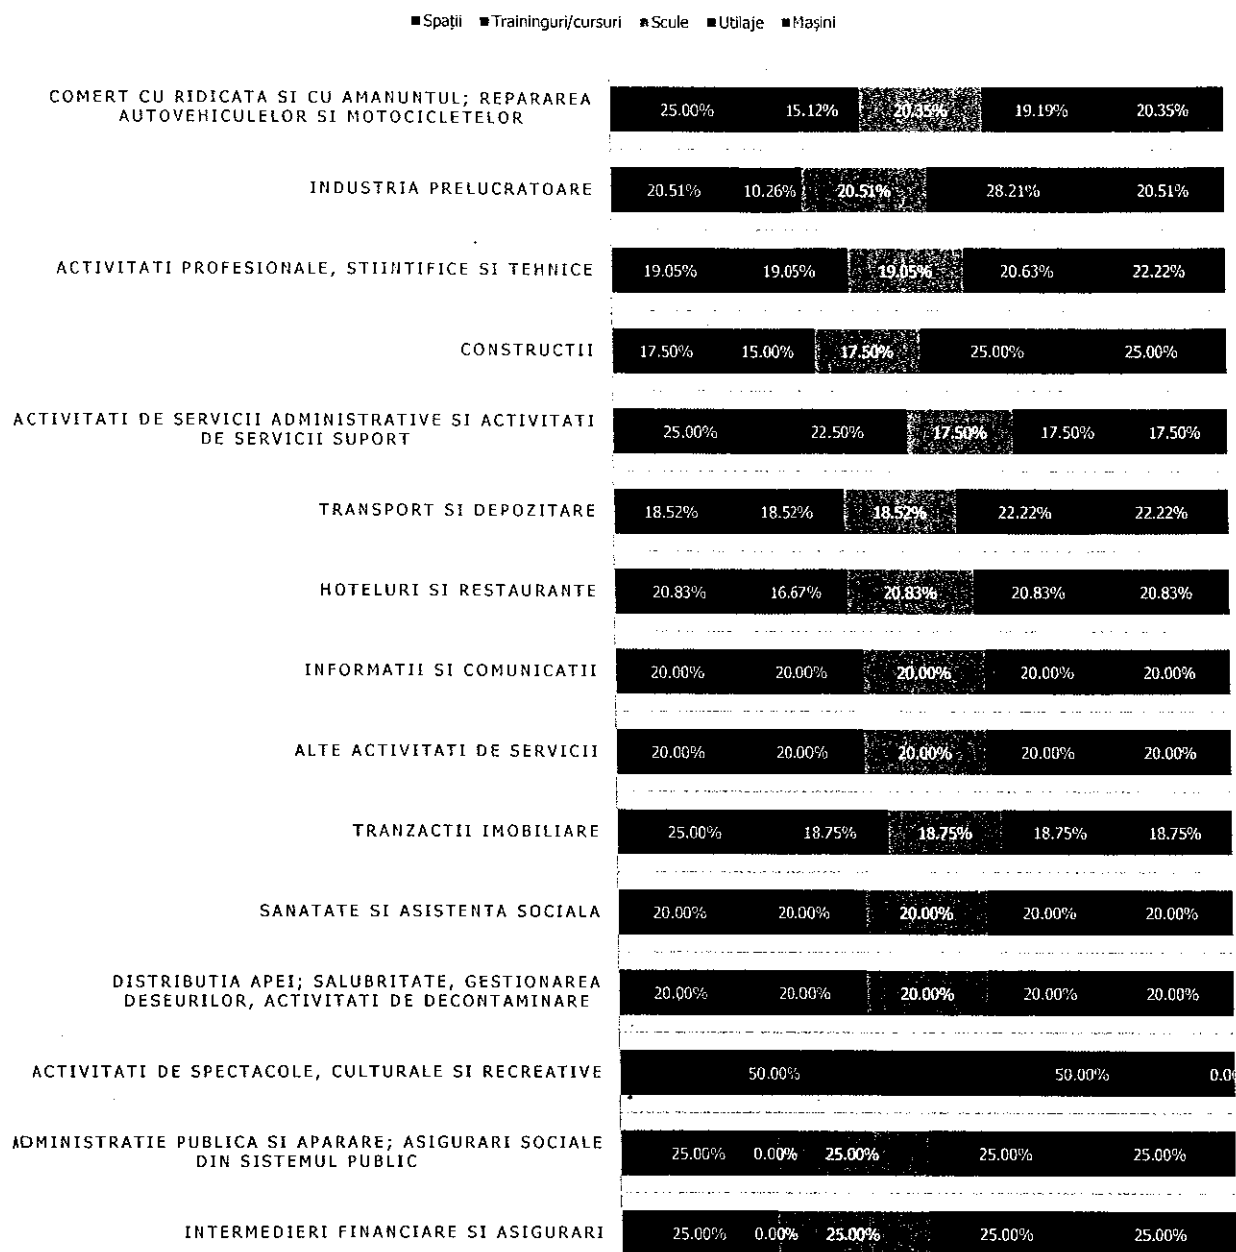 Spații Traininguri/cursuri Scule Utilaje Mașini
COMERT CU RIDICATA SI CU AMANUNTUL; REPARAREA
AUTOVEHICULELOR SI MOTOCICLETELOR
25.00% 15.12% 20.35% 19.19% 20.35%
INDUSTRIA PRELUCRATOARE 20.51% 10.26% 20.51% 28.21% 20.51%
ACTIVITATI PROFESIONALE, STIINTIFICE SI TEHNICE 19.05% 19.05% 19.05% 20.63% 22.22%
CONSTRUCTII 17.50% 15.00% 17.50% 25.00% 25.00%
ACTIVITATI DE SERVICII ADMINISTRATIVE SI ACTIVITATI
DE SERVICII SUPORT
25.00% 22.50% 17.50% 17.50% 17.50%
TRANSPORT SI DEPOZITARE 18.52% 18.52% 18.52% 22.22% 22.22%
HOTELURI SI RESTAURANTE 20.83% 16.67% 20.83% 20.83% 20.83%
INFORMATII SI COMUNICATII 20.00% 20.00% 20.00% 20.00% 20.00%
ALTE ACTIVITATI DE SERVICII 20.00% 20.00% 20.00% 20.00% 20.00%
TRANZACTII IMOBILIARE 25.00% 18.75% 18.75% 18.75% 18.75%
SANATATE SI ASISTENTA SOCIALA 20.00% 20.00% 20.00% 20.00% 20.00%
DISTRIBUTIA APEI; SALUBRITATE, GESTIONAREA
DESEURILOR, ACTIVITATI DE DECONTAMINARE
20.00% 20.00% 20.00% 20.00% 20.00%
ACTIVITATI DE SPECTACOLE, CULTURALE SI RECREATIVE 50.00% 50.00% 0.0
ADMINISTRATIE PUBLICA SI APARARE; ASIGURARI SOCIALE
DIN SISTEMUL PUBLIC
25.00% 0.00% 25.00% 25.00% 25.00%
INTERMEDIERI FINANCIARE SI ASIGURARI 25.00% 0.00% 25.00% 25.00% 25.00%